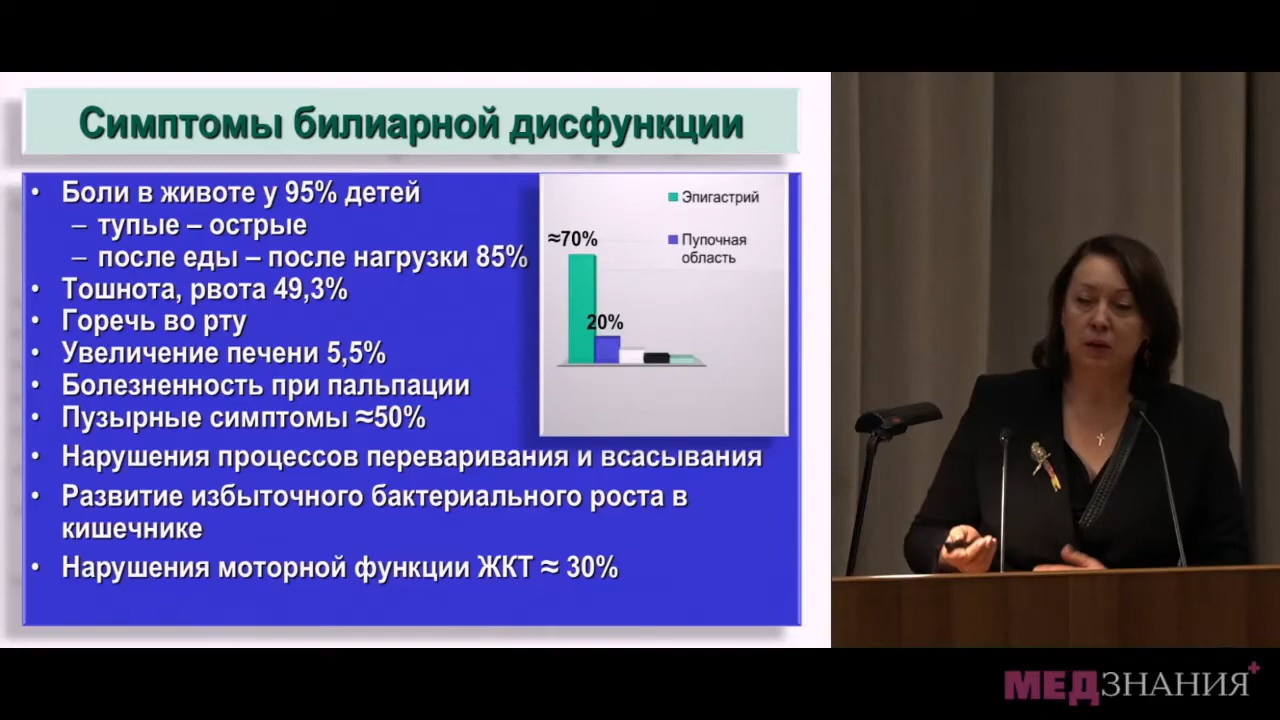 Симптомы билиарной дисфункции
• Боли в животе у 95% детей
– тупые – острые
– после еды – после нагрузки 85%
• Тошнота, рвота 49,3%
• Горечь во рту
• Увеличение печени 5,5%
• Болезненность при пальпации
• Пузырные симптомы ≈50%
• Нарушения процессов переваривания и всасывания
• Развитие избыточного бактериального роста в
кишечнике
• Нарушения моторной функции ЖКТ ≈ 30%
Эпигастрий
Пупочная
область
≈70%
20%
МЕДЗНАНИЯ+